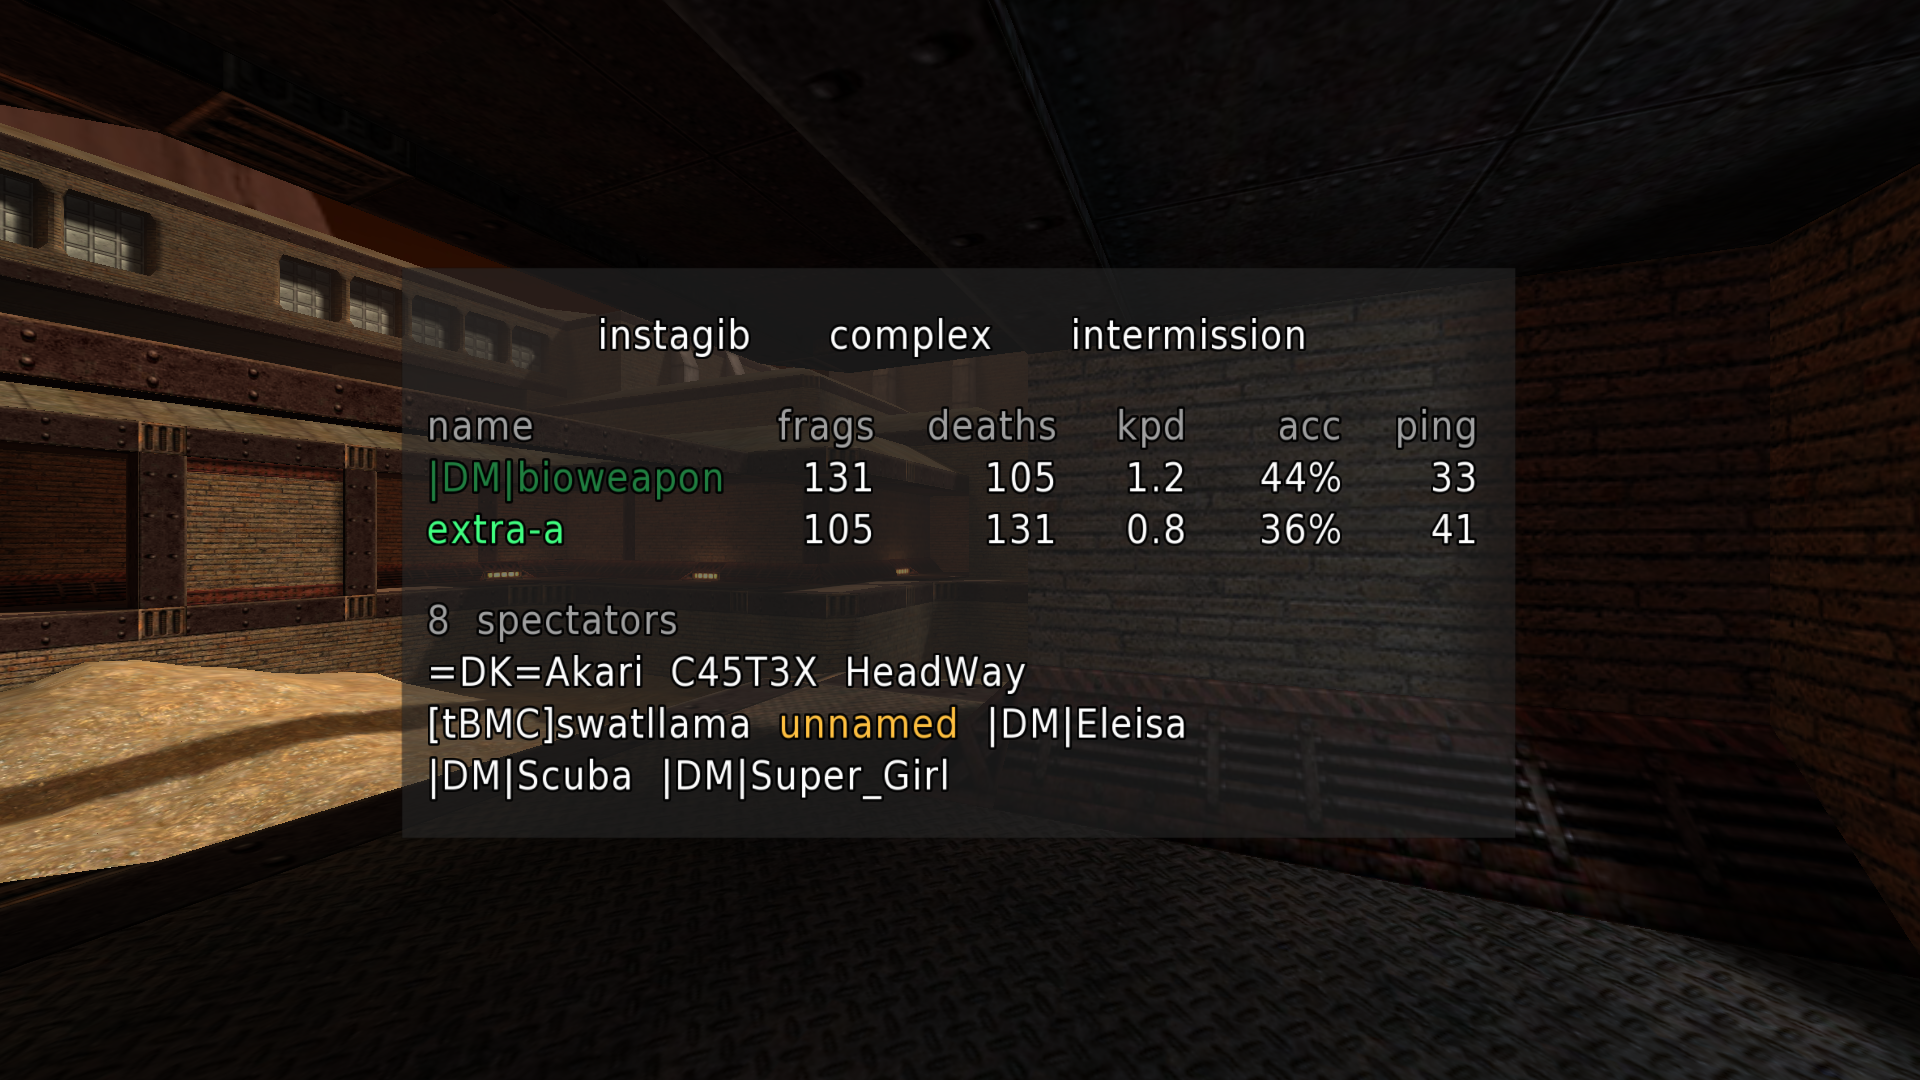 instagib complex intermission
name frags deaths kpd acc ping
|DM|bioweapon 131 105 1.2 44% 33
extra-a 105 131 0.8 36% 41
8 spectators
=DK=Akari C45T3X HeadWay
[tBMC]swatllama unnamed |DM|Eleisa
|DM|Scuba |DM|Super_Girl